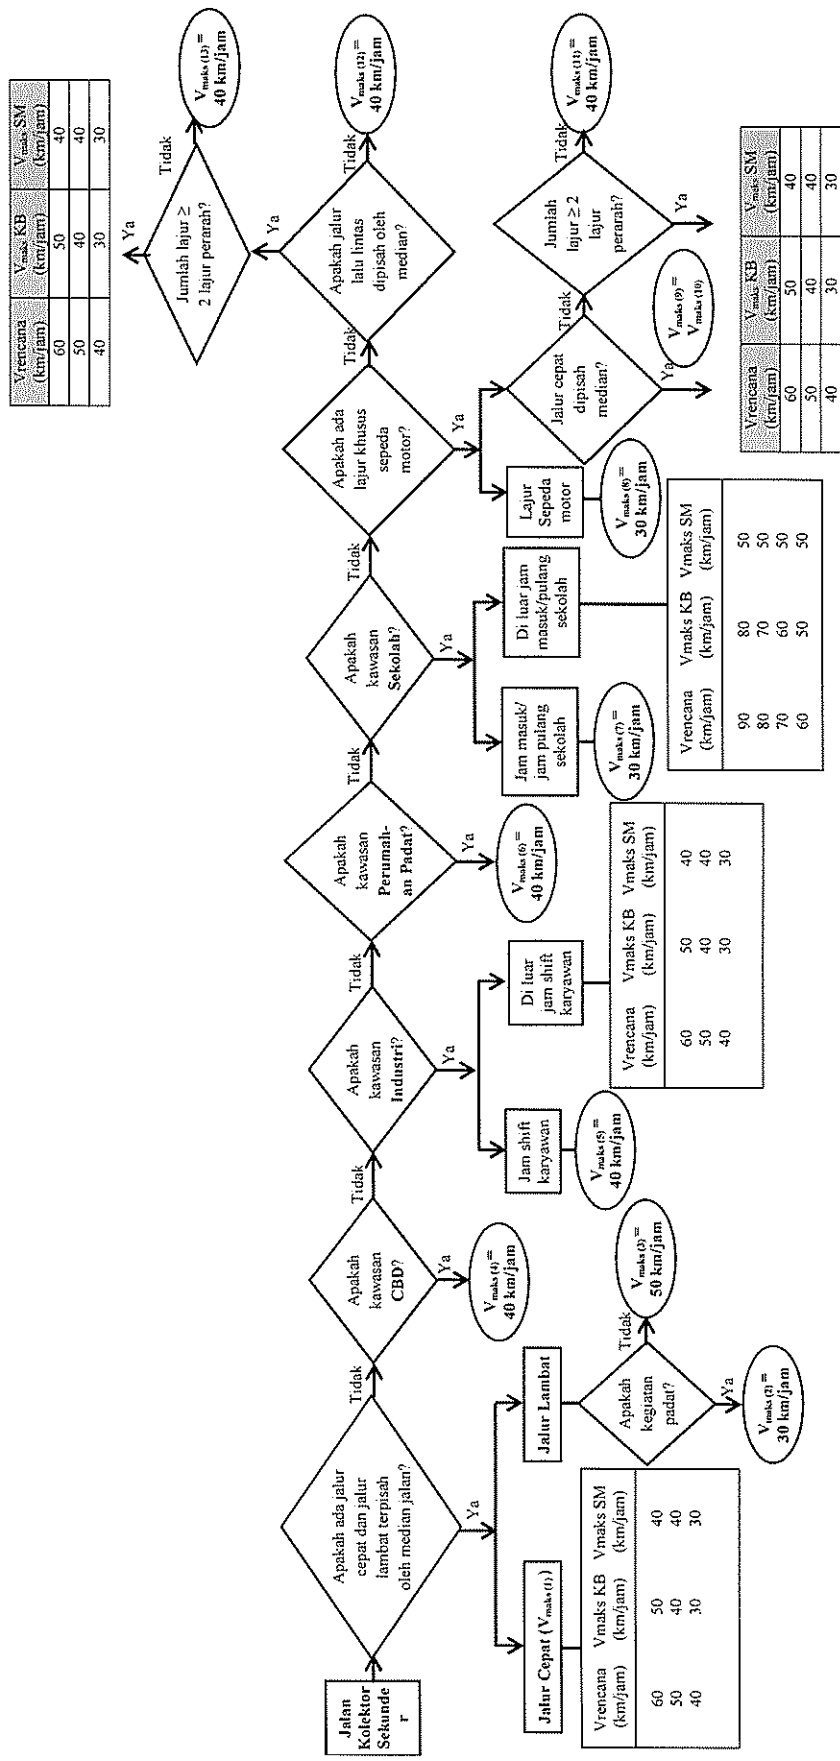 Jalan
Kolektor
Sekunde
r
Apakah ada jalur
cepat dan jalur
lambat terpisah
oleh median jalan?
Tidak
Ya
Jalur Cepat (Vmaks (1))
Vrencana Vmaks KB Vmaks SM
(km/jam) (km/jam) (km/jam)
60 50 40
50 40 40
40 30 30
Jalur Lambat
Apakah
kegiatan
padat?
Tidak
Vmaks (3) =
50 km/jam
Ya
Vmaks (2) =
30 km/jam
Apakah
kawasan
CBD?
Tidak
Ya
Vmaks (4) =
40 km/jam
Apakah
kawasan
Industri?
Tidak
Ya
Jam shift
karyawan
Vmaks (5) =
40 km/jam
Di luar
jam shift
karyawan
Vrencana Vmaks KB Vmaks SM
(km/jam) (km/jam) (km/jam)
60 50 40
50 40 40
40 30 30
Apakah
kawasan
Perumah-
an Padat?
Tidak
Ya
Vmaks (6) =
40 km/jam
Apakah
kawasan
Sekolah?
Tidak
Ya
Jam masuk/
jam pulang
sekolah
Vmaks (7) =
30 km/jam
Di luar jam
masuk/pulang
sekolah
Vrencana Vmaks KB Vmaks SM
(km/jam) (km/jam) (km/jam)
90 80 50
80 70 50
70 60 50
60 50 50
Apakah ada
lajur khusus
sepeda
motor?
Tidak
Ya
Lajur
Sepeda
motor
Vmaks (8) =
30 km/jam
Jalur cepat
dipisah
median?
Tidak
Ya
Vmaks (9) =
Vmaks (10)
Jumlah
lajur ≥ 2
lajur
perarah?
Tidak
Vmaks (11) =
40 km/jam
Ya
Vrencana Vmaks KB Vmaks SM
(km/jam) (km/jam) (km/jam)
60 50 40
50 40 40
40 30 30
Apakah jalur
lalu lintas
dipisah oleh
median?
Tidak
Vmaks (12) =
40 km/jam
Ya
Jumlah lajur ≥
2 lajur perarah?
Tidak
Vmaks (13) =
40 km/jam
Ya
Vrencana Vmaks KB Vmaks SM
(km/jam) (km/jam) (km/jam)
60 50 40
50 40 40
40 30 30